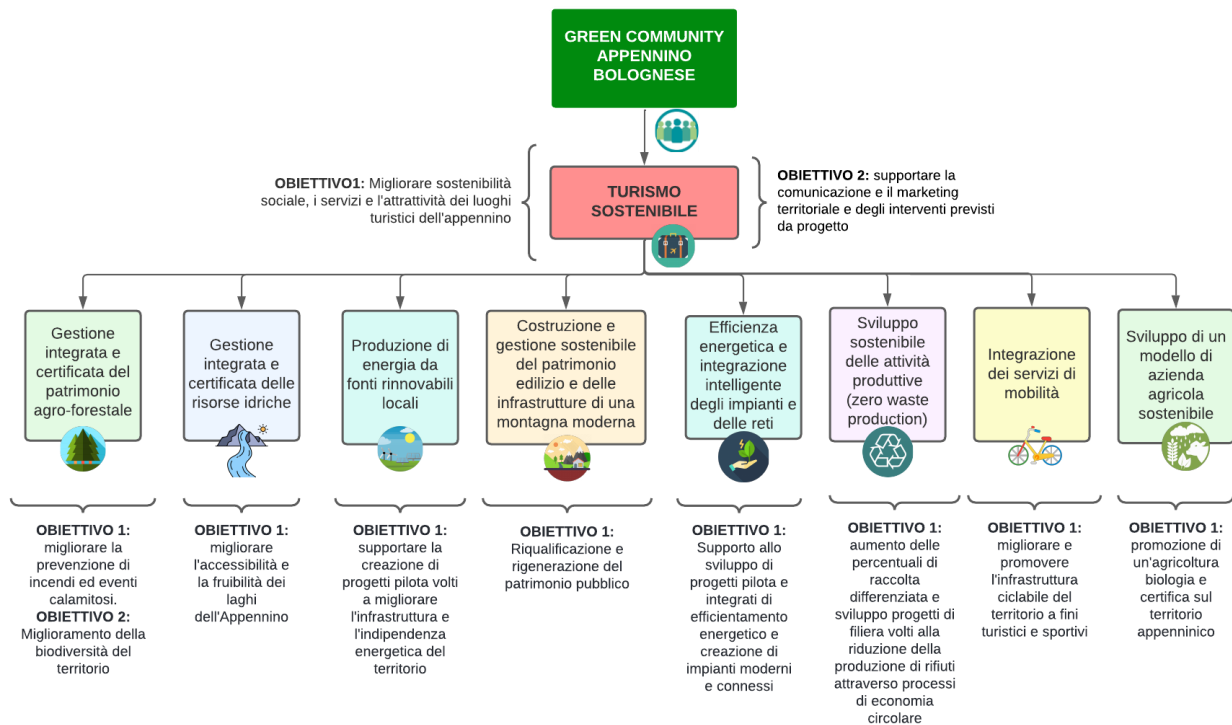 GREEN COMMUNITY
APPENNINO
BOLOGNESE
OBIETTIVO1: Migliorare sostenibilità
sociale, i servizi e l'attrattività dei luoghi
turistici dell'appennino
TURISMO
SOSTENIBILE
OBIETTIVO 2: supportare la
comunicazione e il marketing
territoriale e degli interventi previsti
da progetto
Gestione
integrata e
certificata del
patrimonio
agro-forestale
Gestione
integrata e
certificata delle
risorse idriche
Produzione di
energia da
fonti rinnovabili
locali
Costruzione e
gestione sostenibile
del patrimonio
edilizio e delle
infrastrutture di una
montagna moderna
Efficienza
energetica e
integrazione
intelligente
degli impianti e
delle reti
Sviluppo
sostenibile
delle attività
produttive
(zero waste
production)
Integrazione
dei servizi di
mobilità
Sviluppo di un
modello di
azienda
agricola
sostenibile
OBIETTIVO 1:
migliorare la
prevenzione di
incendi ed eventi
calamitosi.
OBIETTIVO 2:
Miglioramento della
biodiversità del
territorio
OBIETTIVO 1:
migliorare
l'accessibilità e
la fruibilità dei
laghi
dell'Appennino
OBIETTIVO 1:
supportare la
creazione di
progetti pilota volti
a migliorare
l'infrastruttura e
l'indipendenza
energetica del
territorio
OBIETTIVO 1:
Riqualificazione e
rigenerazione del
patrimonio pubblico
OBIETTIVO 1:
Supporto allo
sviluppo di
progetti pilota e
integrati di
efficientamento
energetico e
creazione di
impianti moderni
e connessi
OBIETTIVO 1:
aumento delle
percentuali di
raccolta
differenziata e
sviluppo progetti di
filiera volti alla
riduzione della
produzione di rifiuti
attraverso processi
di economia
circolare
OBIETTIVO 1:
migliorare e
promuovere
l'infrastruttura
ciclabile del
territorio a fini
turistici e sportivi
OBIETTIVO 1:
promozione di
un'agricoltura
biologia e
certifica sul
territorio
appenninico